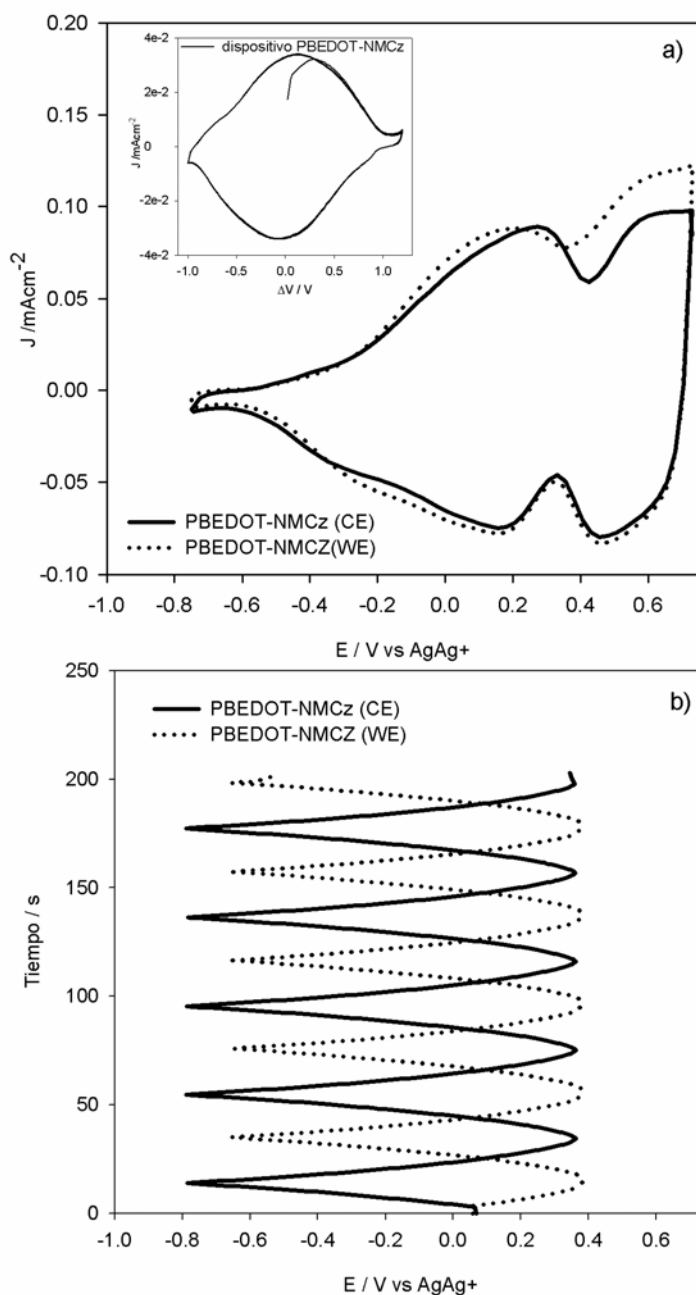 a)
dispositivo PBEDOT-NMCz
4e-2
2e-2
0
-2e-2
-4e-2
J /mAcm-2
-1.0 -0.5 0.0 0.5 1.0
ΔV / V
0.20
0.15
0.10
0.05
0.00
-0.05
-0.10
J /mAcm-2
PBEDOT-NMCz (CE)
PBEDOT-NMCZ(WE)
-1.0 -0.8 -0.6 -0.4 -0.2 0.0 0.2 0.4 0.6
E / V vs AgAg+
b)
PBEDOT-NMCz (CE)
PBEDOT-NMCZ (WE)
250
200
150
100
50
0
Tiempo / s
-1.0 -0.8 -0.6 -0.4 -0.2 0.0 0.2 0.4 0.6
E / V vs AgAg+